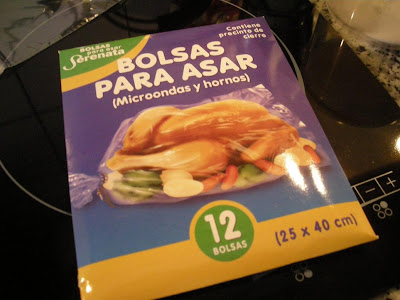 BOLSAS
para asar
Serenata
Contiene
precinto de
cierre
BOLSAS
PARA ASAR
(Microondas y hornos)
12
BOLSAS
(25 x 40 cm)
- +